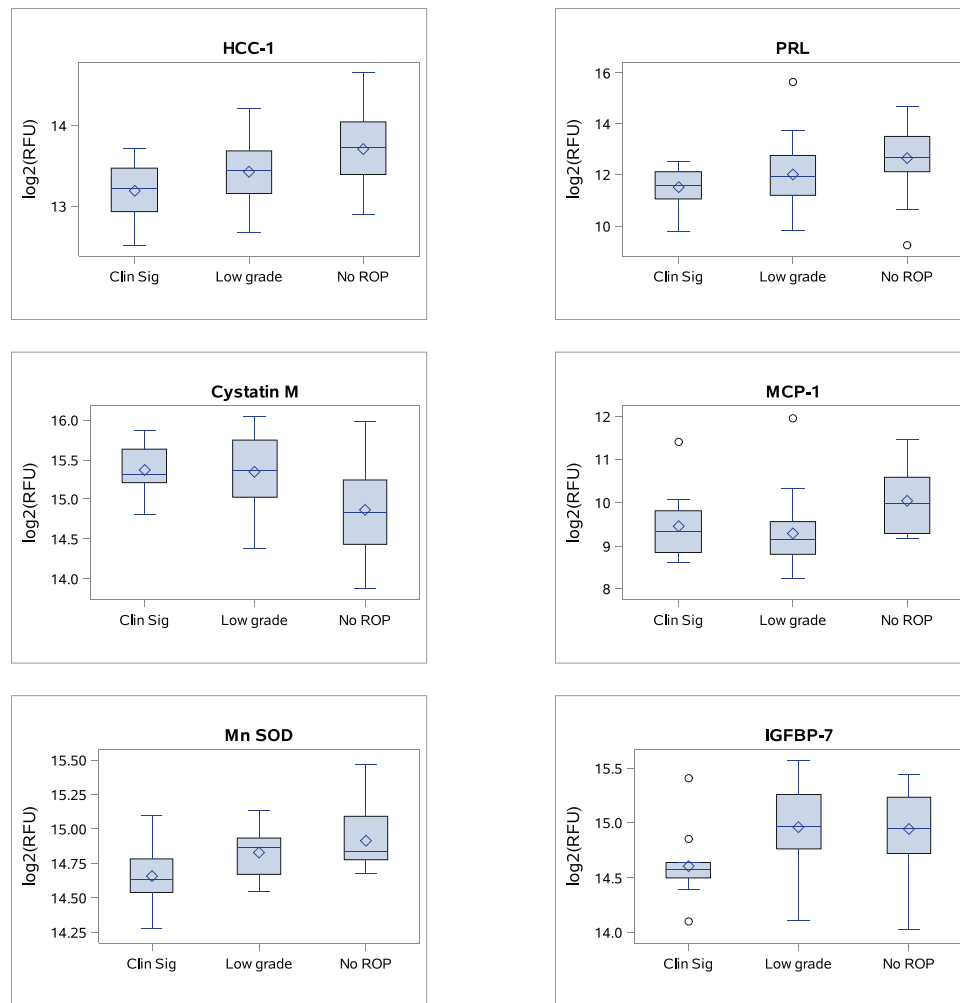 HCC-1
log2(RFU)
14
13
Clin Sig Low grade No ROP
PRL
log2(RFU)
16
14
12
10
Clin Sig Low grade No ROP
Cystatin M
log2(RFU)
16.0
15.5
15.0
14.5
14.0
Clin Sig Low grade No ROP
MCP-1
log2(RFU)
12
11
10
9
8
Clin Sig Low grade No ROP
Mn SOD
log2(RFU)
15.50
15.25
15.00
14.75
14.50
14.25
Clin Sig Low grade No ROP
IGFBP-7
log2(RFU)
15.5
15.0
14.5
14.0
Clin Sig Low grade No ROP